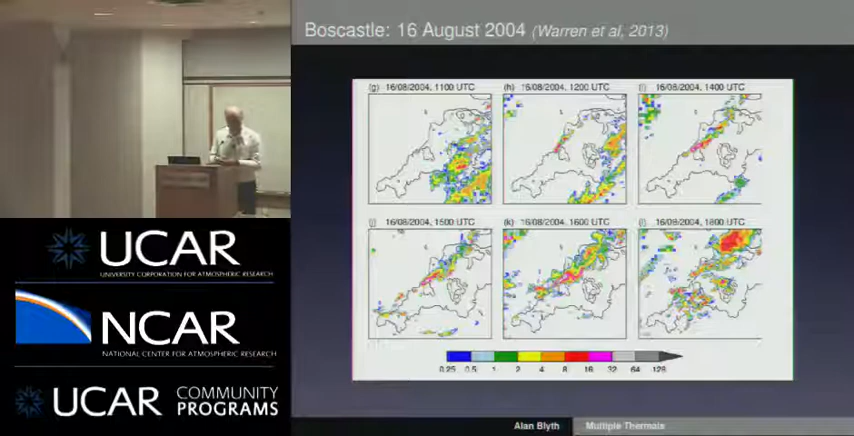 Boscastle: 16 August 2004 (Warren et al, 2013)
(g) 16/08/2004, 1100 UTC
(h) 16/08/2004, 1200 UTC
16/08/2004, 1400 UTC
16/08/2004, 1500 UTC
(k) 16/08/2004, 1600 UTC
16/08/2004, 1800 UTC
0.25 0.5 1 2 4 8 16 32 64 128
UCAR
UNIVERSITY CORPORATION FOR ATMOSPHERIC RESEARCH
NCAR
NATIONAL CENTER FOR ATMOSPHERIC RESEARCH
UCAR COMMUNITY PROGRAMS
Alan Blyth Multiple Thermals